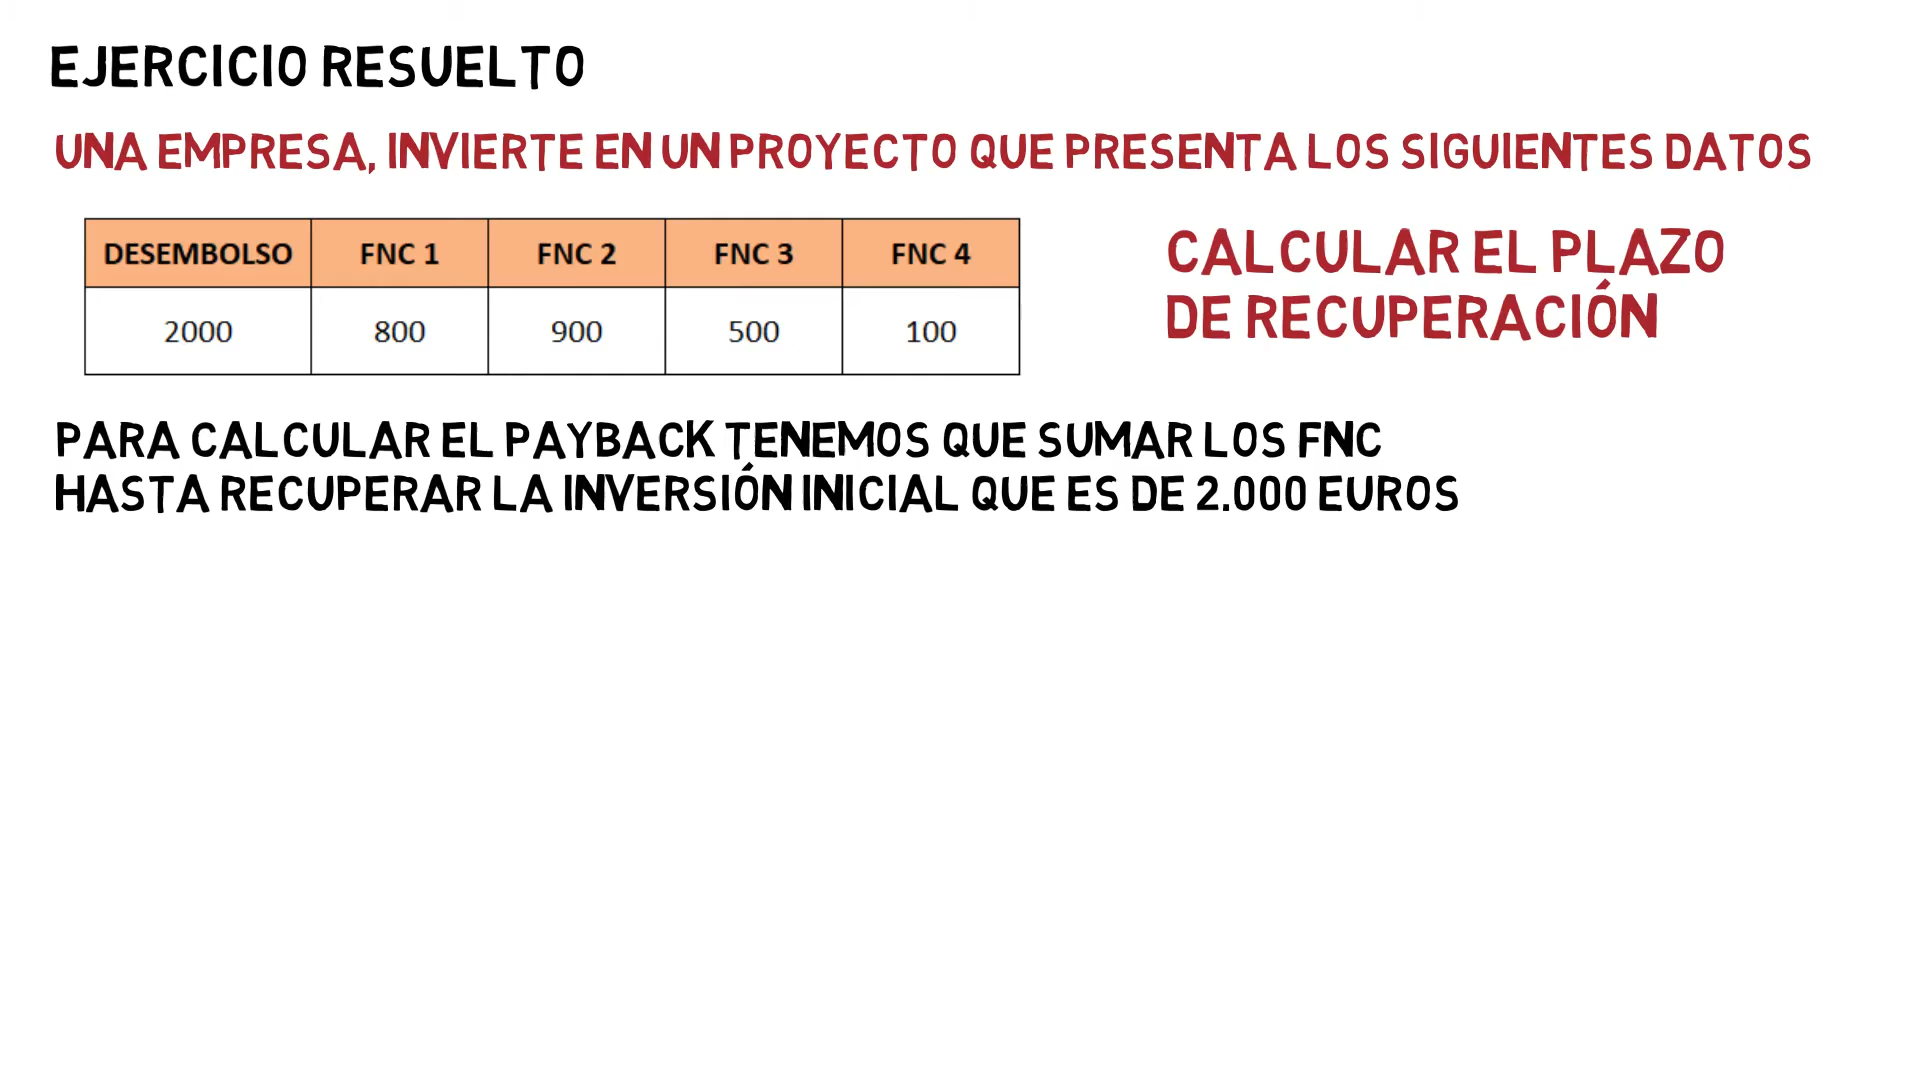 EJERCICIO RESUELTO
UNA EMPRESA, INVIERTE EN UN PROYECTO QUE PRESENTA LOS SIGUIENTES DATOS
DESEMBOLSO FNC 1 FNC 2 FNC 3 FNC 4
2000 800 900 500 100
CALCULAR EL PLAZO
DE RECUPERACIÓN
PARA CALCULAR EL PAYBACK TENEMOS QUE SUMAR LOS FNC
HASTA RECUPERAR LA INVERSIÓN INICIAL QUE ES DE 2.000 EUROS